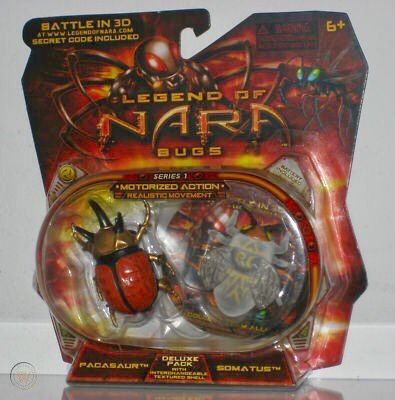 BATTLE IN 3D
AT WWW.LEGENDOFNARA.COM
SECRET CODE INCLUDED
6+
LEGEND OF
NARA
BUGS
SERIES 1
MOTORIZED ACTION
REALISTIC MOVEMENT
PACASAUR™
DELUXE
PACK
WITH
INTERCHANGEABLE
TEXTURED SHELL
SOMATUS™